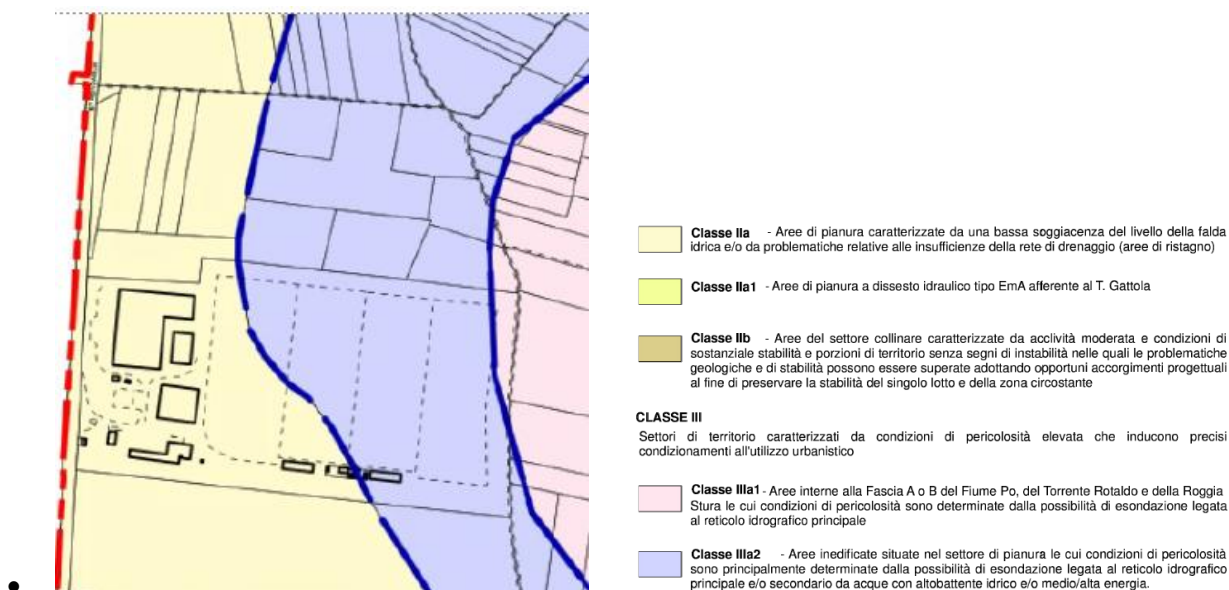 Classe IIa - Aree di pianura caratterizzate da una bassa soggiacenza del livello della falda
idrica e/o da problematiche relative alle insufficienze della rete di drenaggio (aree di ristagno)
Classe IIa1 - Aree di pianura a dissesto idraulico tipo EmA afferente al T. Gattola
Classe IIb - Aree del settore collinare caratterizzate da acclività moderata e condizioni di
sostanziale stabilità e porzioni di territorio senza segni di instabilità nelle quali le problematiche
geologiche e di stabilità possono essere superate adottando opportuni accorgimenti progettuali
al fine di preservare la stabilità del singolo lotto e della zona circostante
CLASSE III
Settori di territorio caratterizzati da condizioni di pericolosità elevata che inducono precisi
condizionamenti all'utilizzo urbanistico
Classe IIIa1 - Aree interne alla Fascia A o B del Fiume Po, del Torrente Rotaldo e della Roggia
Stura le cui condizioni di pericolosità sono determinate dalla possibilità di esondazione legata
al reticolo idrografico principale
Classe IIIa2 - Aree inedificate situate nel settore di pianura le cui condizioni di pericolosità
sono principalmente determinate dalla possibilità di esondazione legata al reticolo idrografico
principale e/o secondario da acque con altobattente idrico e/o medio/alta energia.